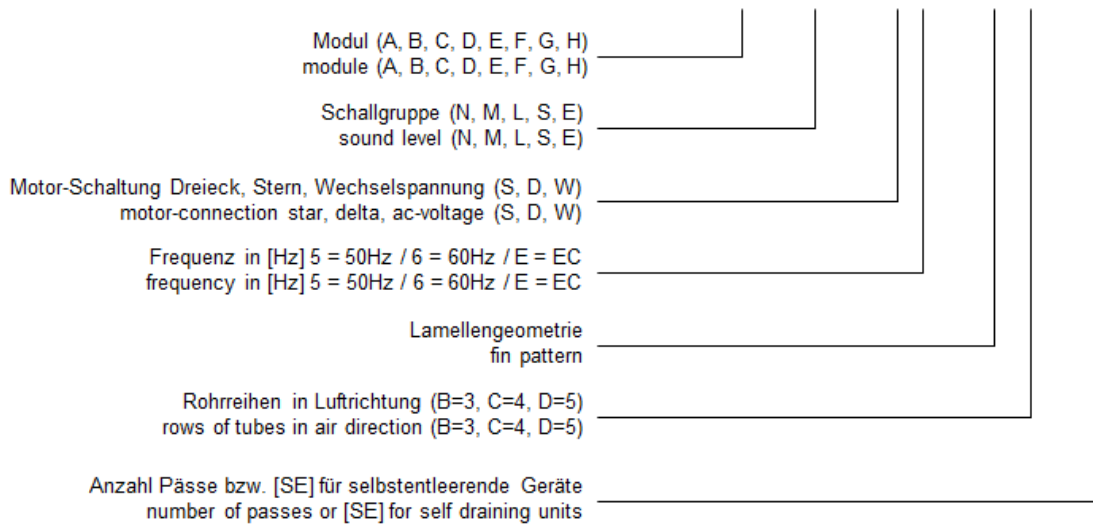 Modul (A, B, C, D, E, F, G, H)
module (A, B, C, D, E, F, G, H)
Schallgruppe (N, M, L, S, E)
sound level (N, M, L, S, E)
Motor-Schaltung Dreieck, Stern, Wechselspannung (S, D, W)
motor-connection star, delta, ac-voltage (S, D, W)
Frequenz in [Hz] 5 = 50Hz / 6 = 60Hz / E = EC
frequency in [Hz] 5 = 50Hz / 6 = 60Hz / E = EC
Lamellengeometrie
fin pattern
Rohrreihen in Luftrichtung (B=3, C=4, D=5)
rows of tubes in air direction (B=3, C=4, D=5)
Anzahl Pässe bzw. [SE] für selbstentleerende Geräte
number of passes or [SE] for self draining units